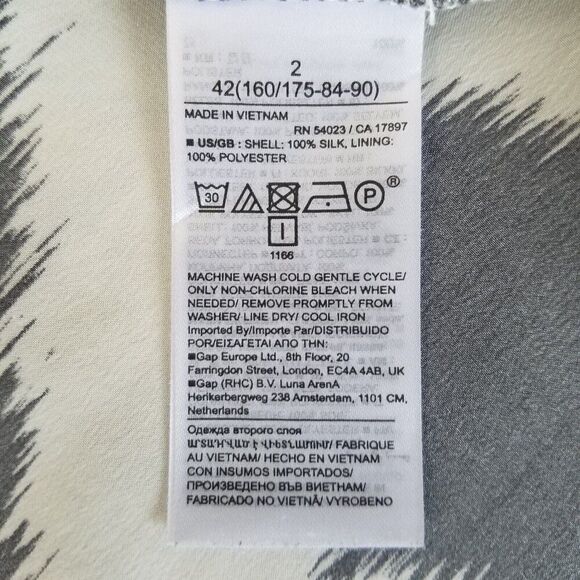 2
42(160/175-84-90)
MADE IN VIETNAM
RN 54023 / CA 17897
■ US/GB : SHELL: 100% SILK, LINING:
100% POLYESTER
30 P ®
1166
MACHINE WASH COLD GENTLE CYCLE/
ONLY NON-CHLORINE BLEACH WHEN
NEEDED/ REMOVE PROMPTLY FROM
WASHER/ LINE DRY/ COOL IRON
Imported By/Importe Par/DISTRIBUIDO
POR/ΕΙΣΑΓΕΤΑΙ ΑΠΟ ΤΗΝ:
■Gap Europe Ltd., 8th Floor, 20
Farringdon Street, London, EC4A 4AB, UK
■Gap (RHC) B.V. Luna ArenA
Herikerbergweg 238 Amsterdam, 1101 CM,
Netherlands
Одежда второго слоя
ԱՐՏԱԴՐՎԱԾ Է ՎԻԵՏՆԱՄՈՒՄ/ FABRIQUE
AU VIETNAM/ HECHO EN VIETNAM
CON INSUMOS IMPORTADOS/
ПРОИЗВЕДЕНО ВЪВ ВИЕТНАМ/
FABRICADO NO VIETNÃ/ VYROBENO